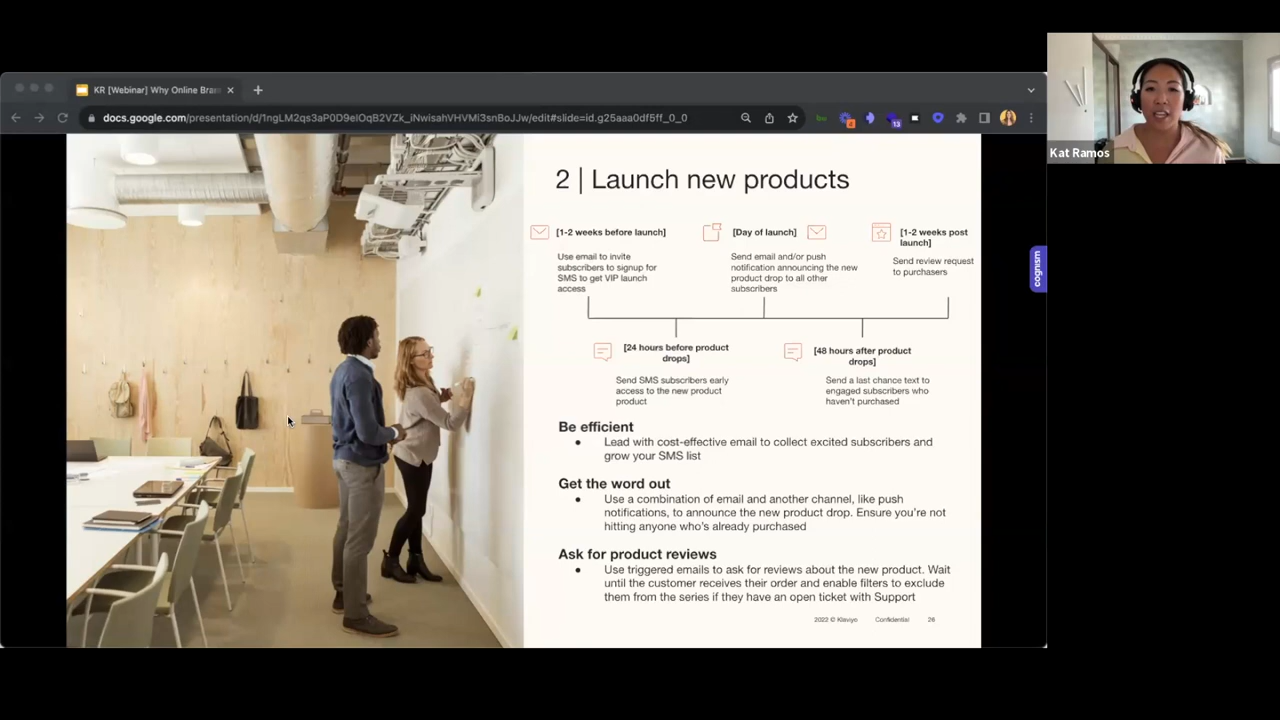 KR [Webinar] Why Online Bra
docs.google.com/presentation/d/1ngLM2qs3aP0D9eIOqB2VZk_iNwisahVHVMi3snBoJJw/edit#slide=id.g25aaa0df5ff_0_0
Kat Ramos
cognism
2 | Launch new products
[1-2 weeks before launch]
Use email to invite
subscribers to signup for
SMS to get VIP launch
access
[Day of launch]
Send email and/or push
notification announcing the new
product drop to all other
subscribers
[1-2 weeks post
launch]
Send review request
to purchasers
[24 hours before product
drops]
Send SMS subscribers early
access to the new product
product
[48 hours after product
drops]
Send a last chance text to
engaged subscribers who
haven't purchased
Be efficient
● Lead with cost-effective email to collect excited subscribers and
grow your SMS list
Get the word out
● Use a combination of email and another channel, like push
notifications, to announce the new product drop. Ensure you're not
hitting anyone who's already purchased
Ask for product reviews
● Use triggered emails to ask for reviews about the new product. Wait
until the customer receives their order and enable filters to exclude
them from the series if they have an open ticket with Support
2022 © Klaviyo Confidential 26